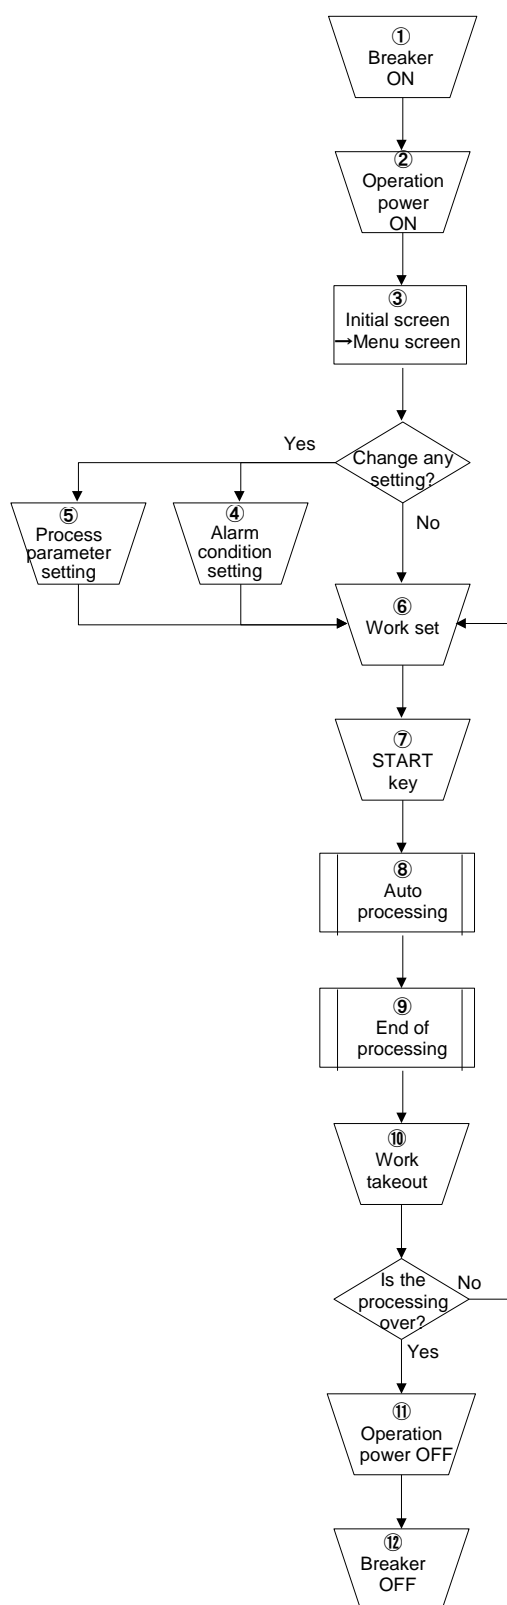 ①
Breaker
ON
②
Operation
power
ON
③
Initial screen
→Menu screen
Yes
Change any
setting?
No
⑤
Process
parameter
setting
④
Alarm
condition
setting
⑥
Work set
⑦
START
key
⑧
Auto
processing
⑨
End of
processing
⑩
Work
takeout
Is the
processing
over?
No
Yes
⑪
Operation
power OFF
⑫
Breaker
OFF